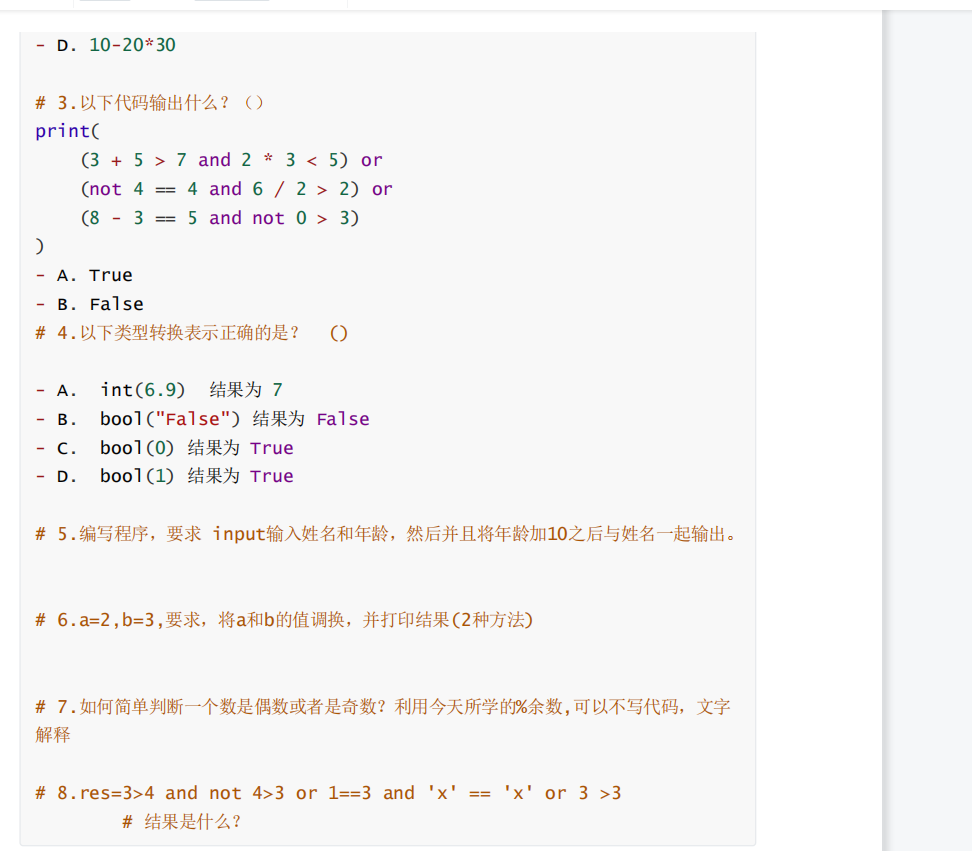 - D. 10-20*30
# 3.以下代码输出什么？（）
print(
(3 + 5 > 7 and 2 * 3 < 5) or
(not 4 == 4 and 6 / 2 > 2) or
(8 - 3 == 5 and not 0 > 3)
)
- A. True
- B. False
# 4.以下类型转换表示正确的是？ ()
- A. int(6.9) 结果为 7
- B. bool("False") 结果为 False
- C. bool(0) 结果为 True
- D. bool(1) 结果为 True
# 5.编写程序，要求 input输入姓名和年龄，然后并且将年龄加10之后与姓名一起输出。
# 6.a=2,b=3,要求，将a和b的值调换，并打印结果(2种方法)
# 7.如何简单判断一个数是偶数或者是奇数？利用今天所学的%余数,可以不写代码，文字
解释
# 8.res=3>4 and not 4>3 or 1==3 and 'x' == 'x' or 3 >3
# 结果是什么？